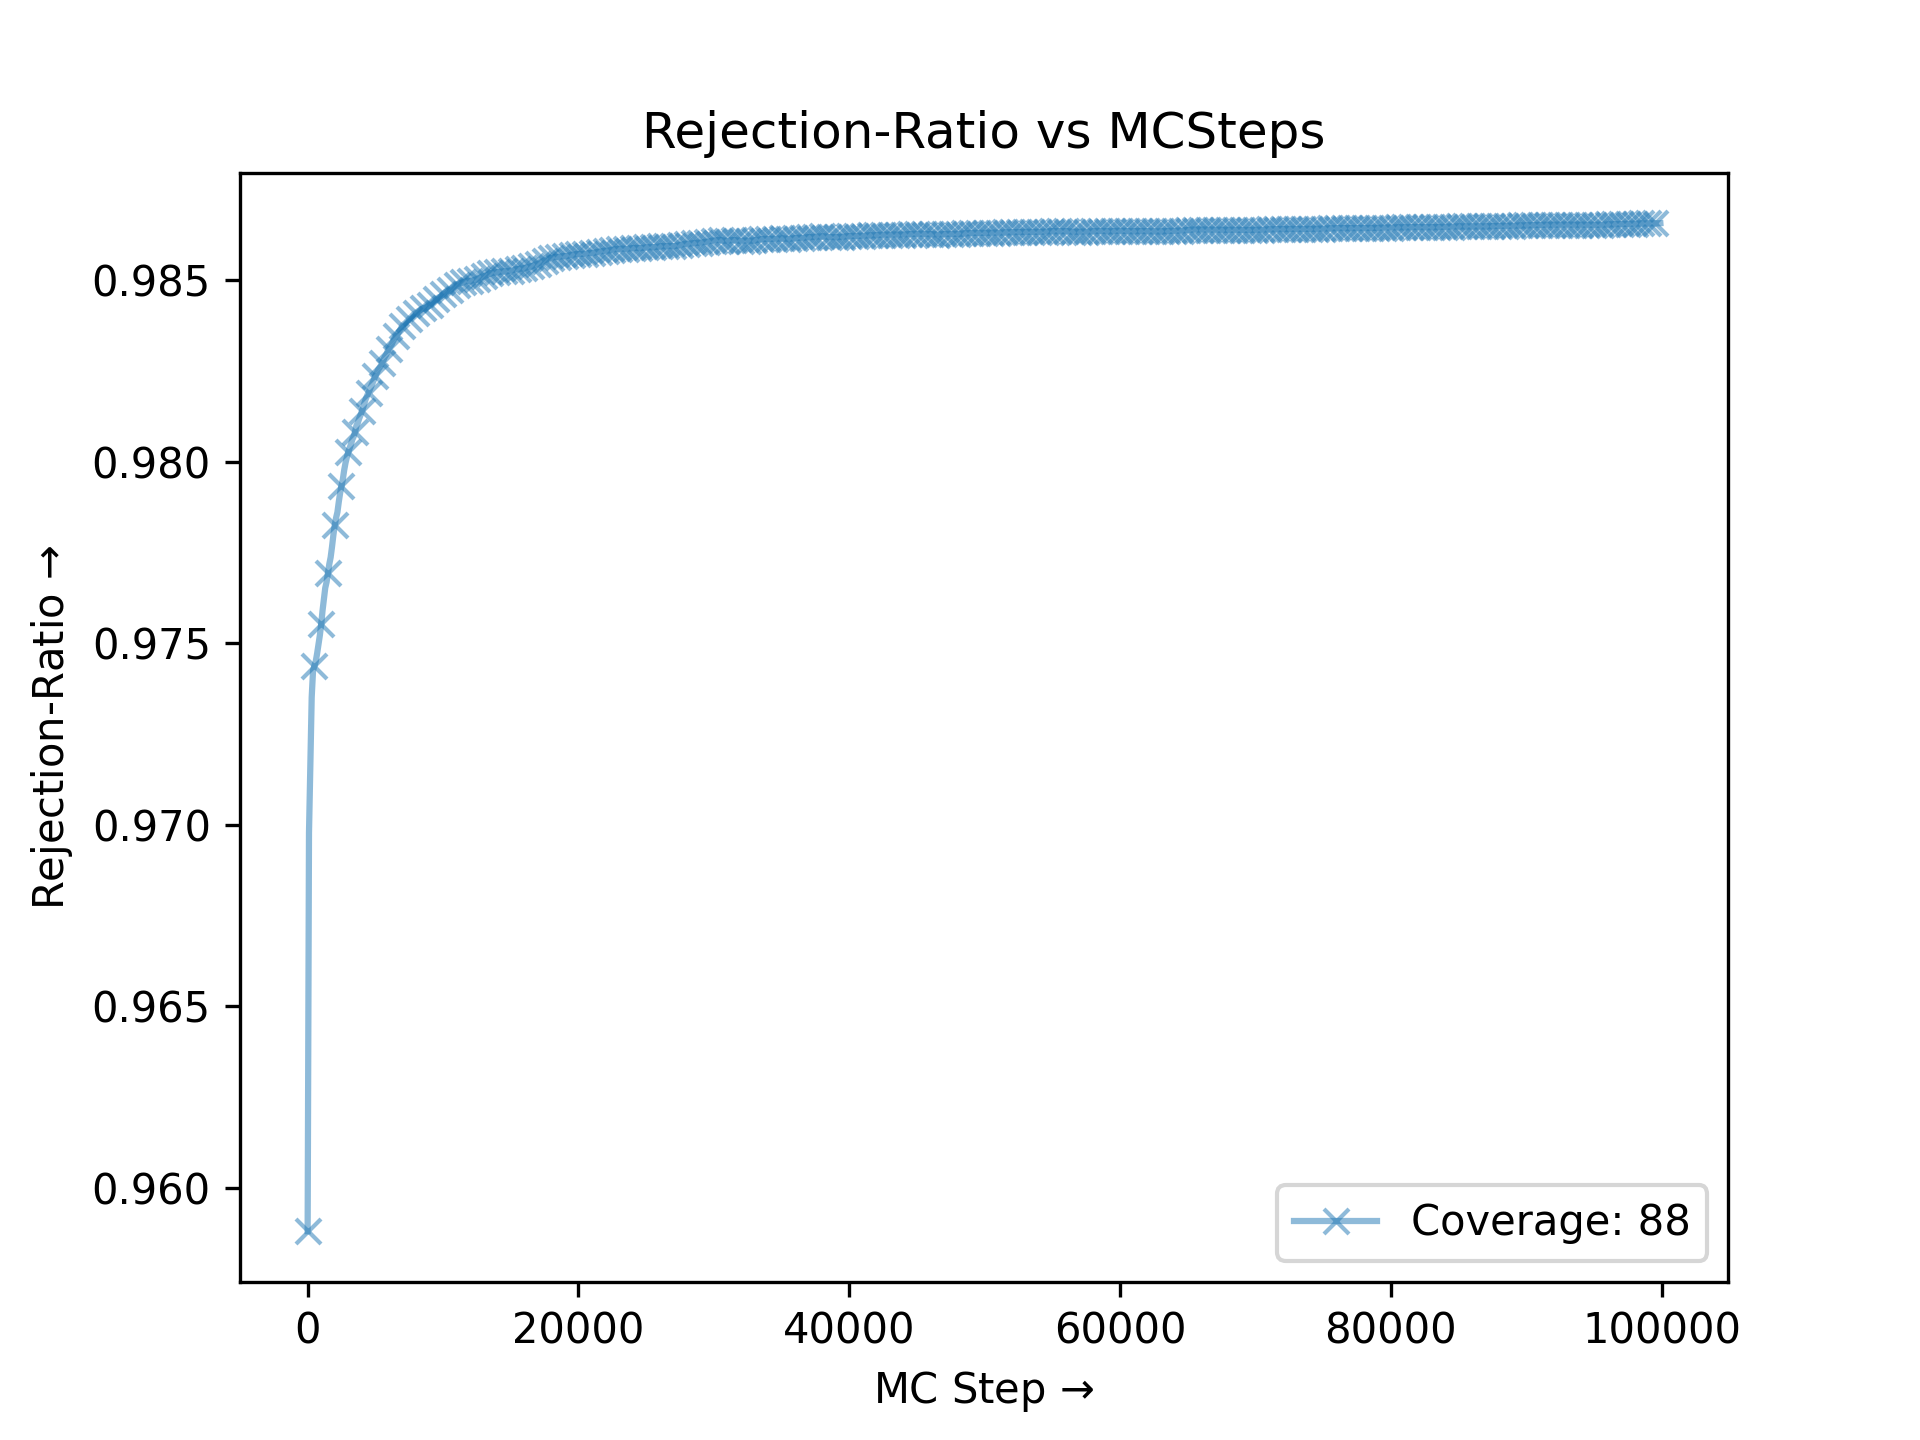 Rejection-Ratio vs MCSteps
Rejection-Ratio →
0.985
0.980
0.975
0.970
0.965
0.960
Coverage: 88
0 20000 40000 60000 80000 100000
MC Step →